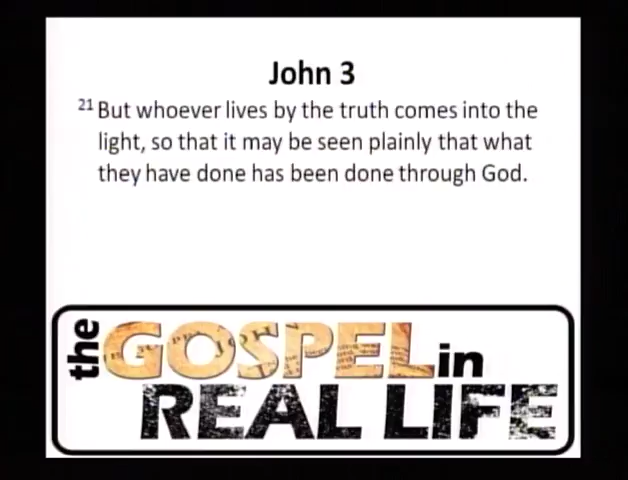 John 3
21 But whoever lives by the truth comes into the
light, so that it may be seen plainly that what
they have done has been done through God.
the GOSPEL in
REAL LIFE